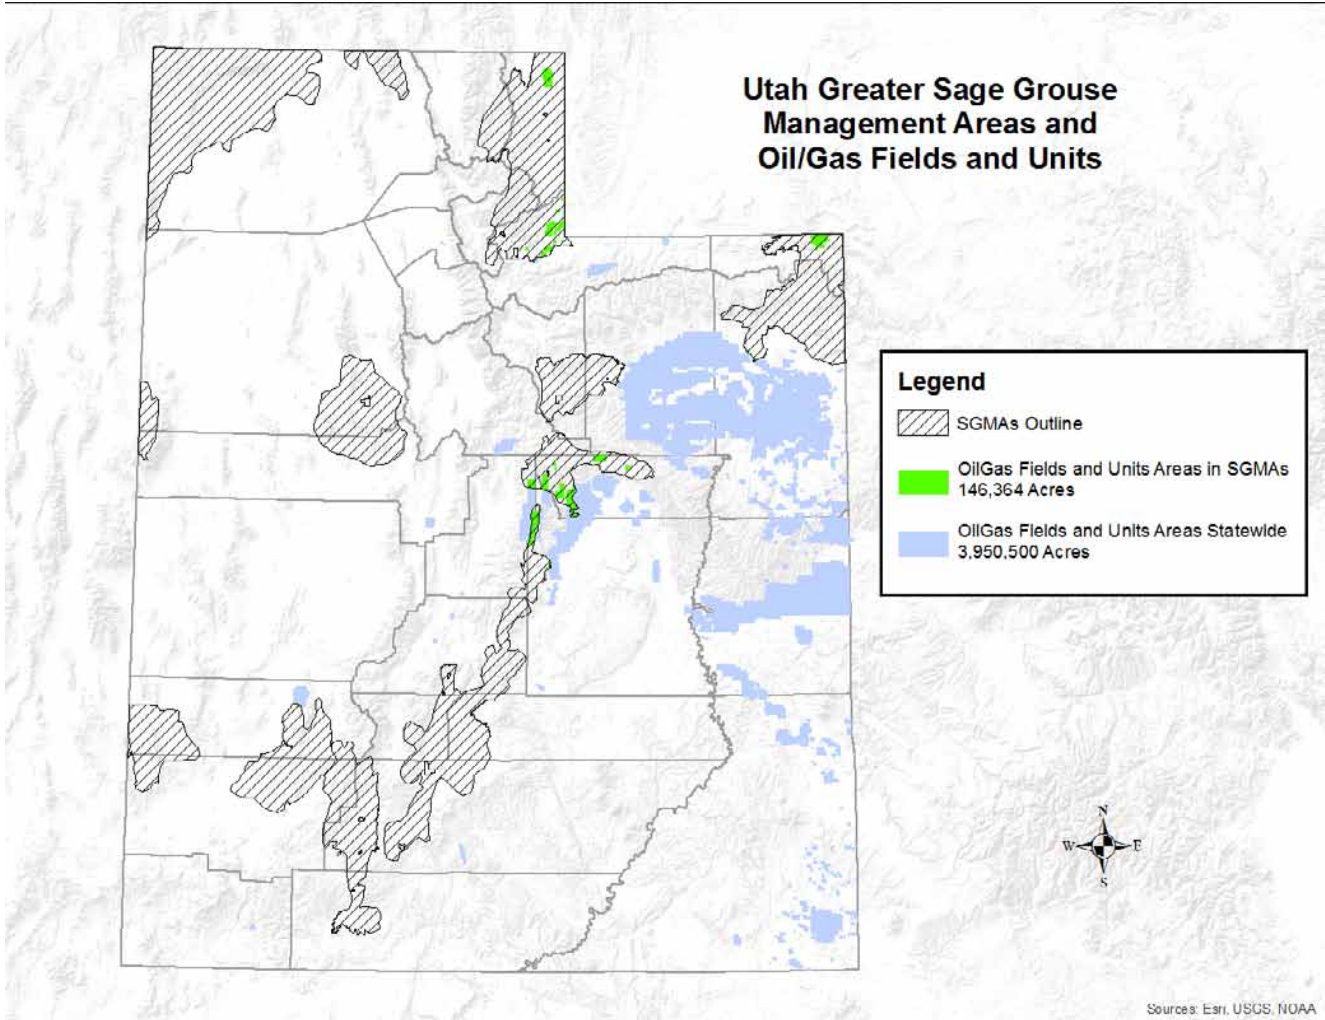 Utah Greater Sage Grouse
Management Areas and
Oil/Gas Fields and Units
Legend
SGMAs Outline
OilGas Fields and Units Areas in SGMAs
146,364 Acres
OilGas Fields and Units Areas Statewide
3,950,500 Acres
N
W E
S
Sources: Esri, USGS, NOAA